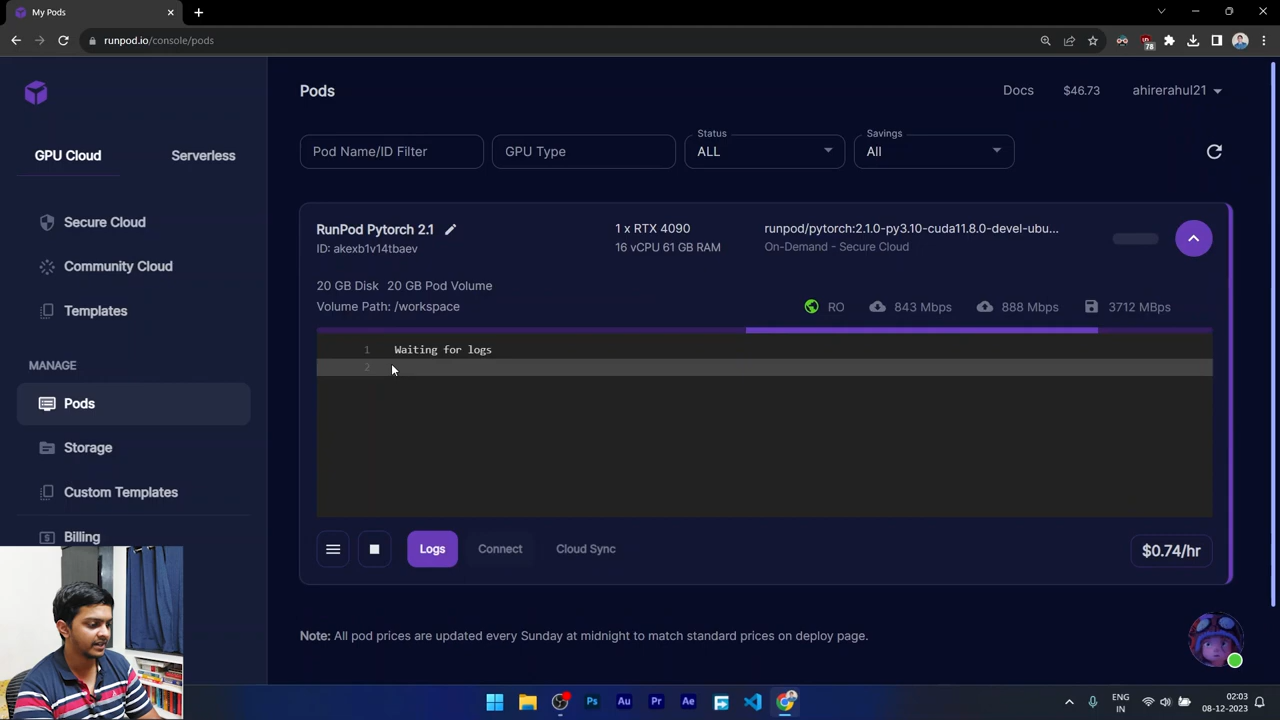 My Pods
runpod.io/console/pods
78
Pods
Docs
$46.73
ahirerahul21
GPU Cloud
Serverless
Pod Name/ID Filter
GPU Type
Status
ALL
Savings
All
Secure Cloud
Community Cloud
Templates
MANAGE
Pods
Storage
Custom Templates
Billing
RunPod Pytorch 2.1
ID: akexb1v14tbaev
1 x RTX 4090
16 vCPU 61 GB RAM
runpod/pytorch:2.1.0-py3.10-cuda11.8.0-devel-ubu...
On-Demand - Secure Cloud
20 GB Disk 20 GB Pod Volume
Volume Path: /workspace
RO
843 Mbps
888 Mbps
3712 MBps
1 Waiting for logs
2
Logs
Connect
Cloud Sync
$0.74/hr
Note: All pod prices are updated every Sunday at midnight to match standard prices on deploy page.
Ps
Au
Pr
Ae
ENG
IN
02:03
08-12-2023